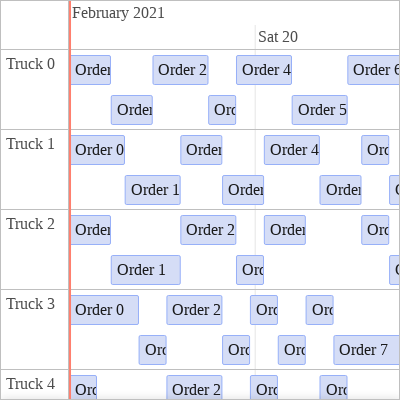 February 2021
Sat 20
Truck 0
Order Order 2 Order 4 Order 6
Order Orc Order 5
Truck 1
Order 0 Order Order 4 Orc
Order 1 Order Order
Truck 2
Order Order 2 Order Orc
Order 1 Orc
Truck 3
Order 0 Order 2 Orc Orc
Orc Orc Orc Order 7
Truck 4
Orc Order 2 Orc Orc